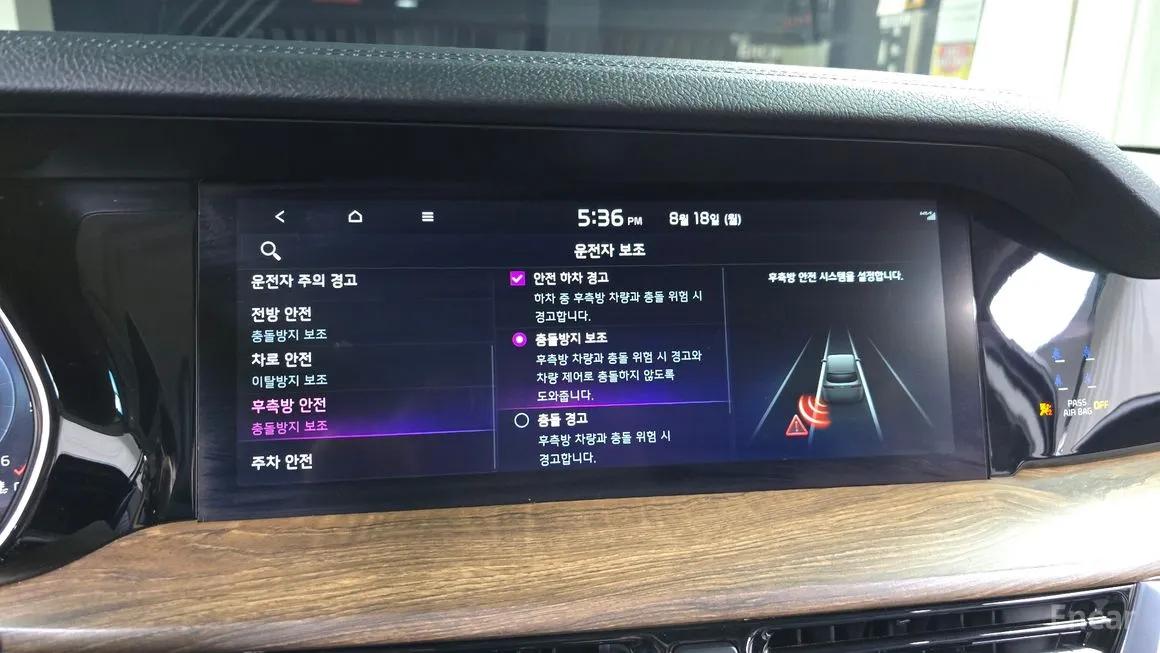 5:36 PM 8월 18일 (월)
운전자 보조
운전자 주의 경고
전방 안전
충돌방지 보조
차로 안전
이탈방지 보조
후측방 안전
충돌방지 보조
주차 안전
안전 하차 경고
하차 중 후측방 차량과 충돌 위험 시
경고합니다.
충돌방지 보조
후측방 차량과 충돌 위험 시 경고와
차량 제어로 충돌하지 않도록
도와줍니다.
충돌 경고
후측방 차량과 충돌 위험 시
경고합니다.
후측방 안전 시스템을 설정합니다.
PASS
AIR BAG OFF
6
Encar